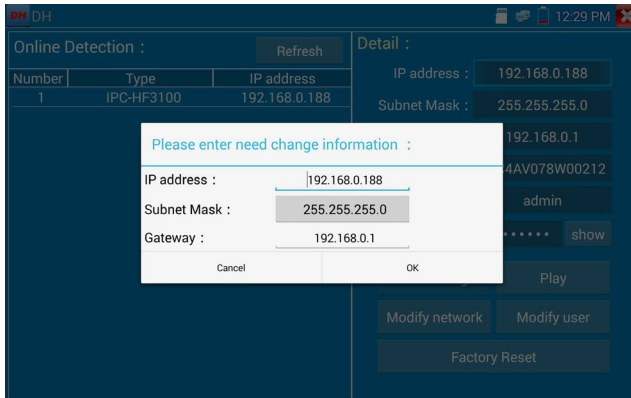 DH DH 12:29 PM
Online Detection : Refresh
Number Type IP address
1 IPC-HF3100 192.168.0.188
Detail :
IP address : 192.168.0.188
Subnet Mask : 255.255.255.0
192.168.0.1
4AV078W00212
admin
•••••• show
Play
Modify network Modify user
Factory Reset
Please enter need change information :
IP address : 192.168.0.188
Subnet Mask : 255.255.255.0
Gateway : 192.168.0.1
Cancel OK